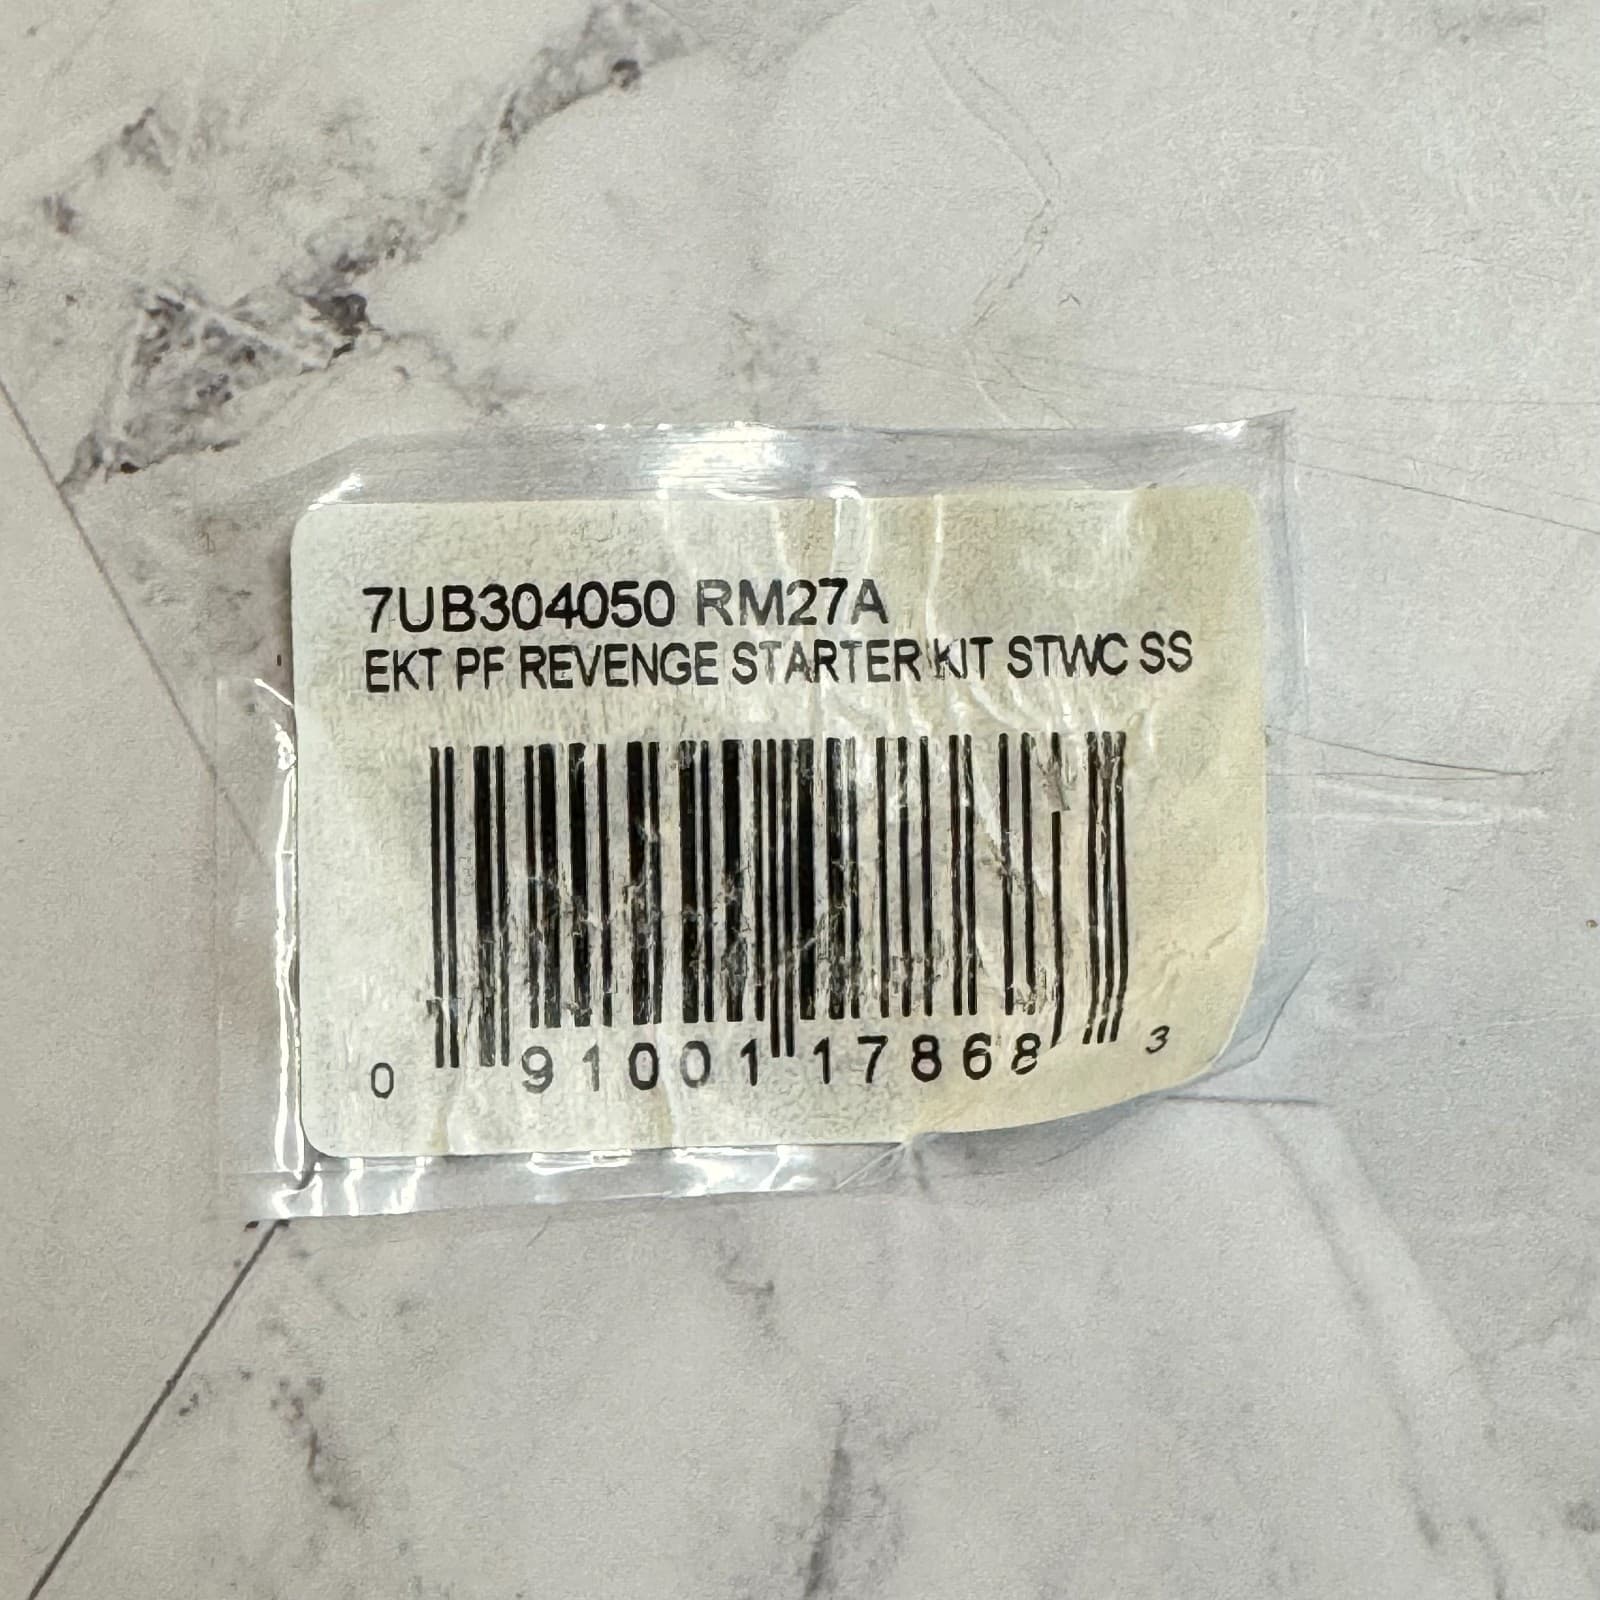 7UB304050 RM27A
EKT PF REVENGE STARTER KIT STWC SS
0 91001 17868 3